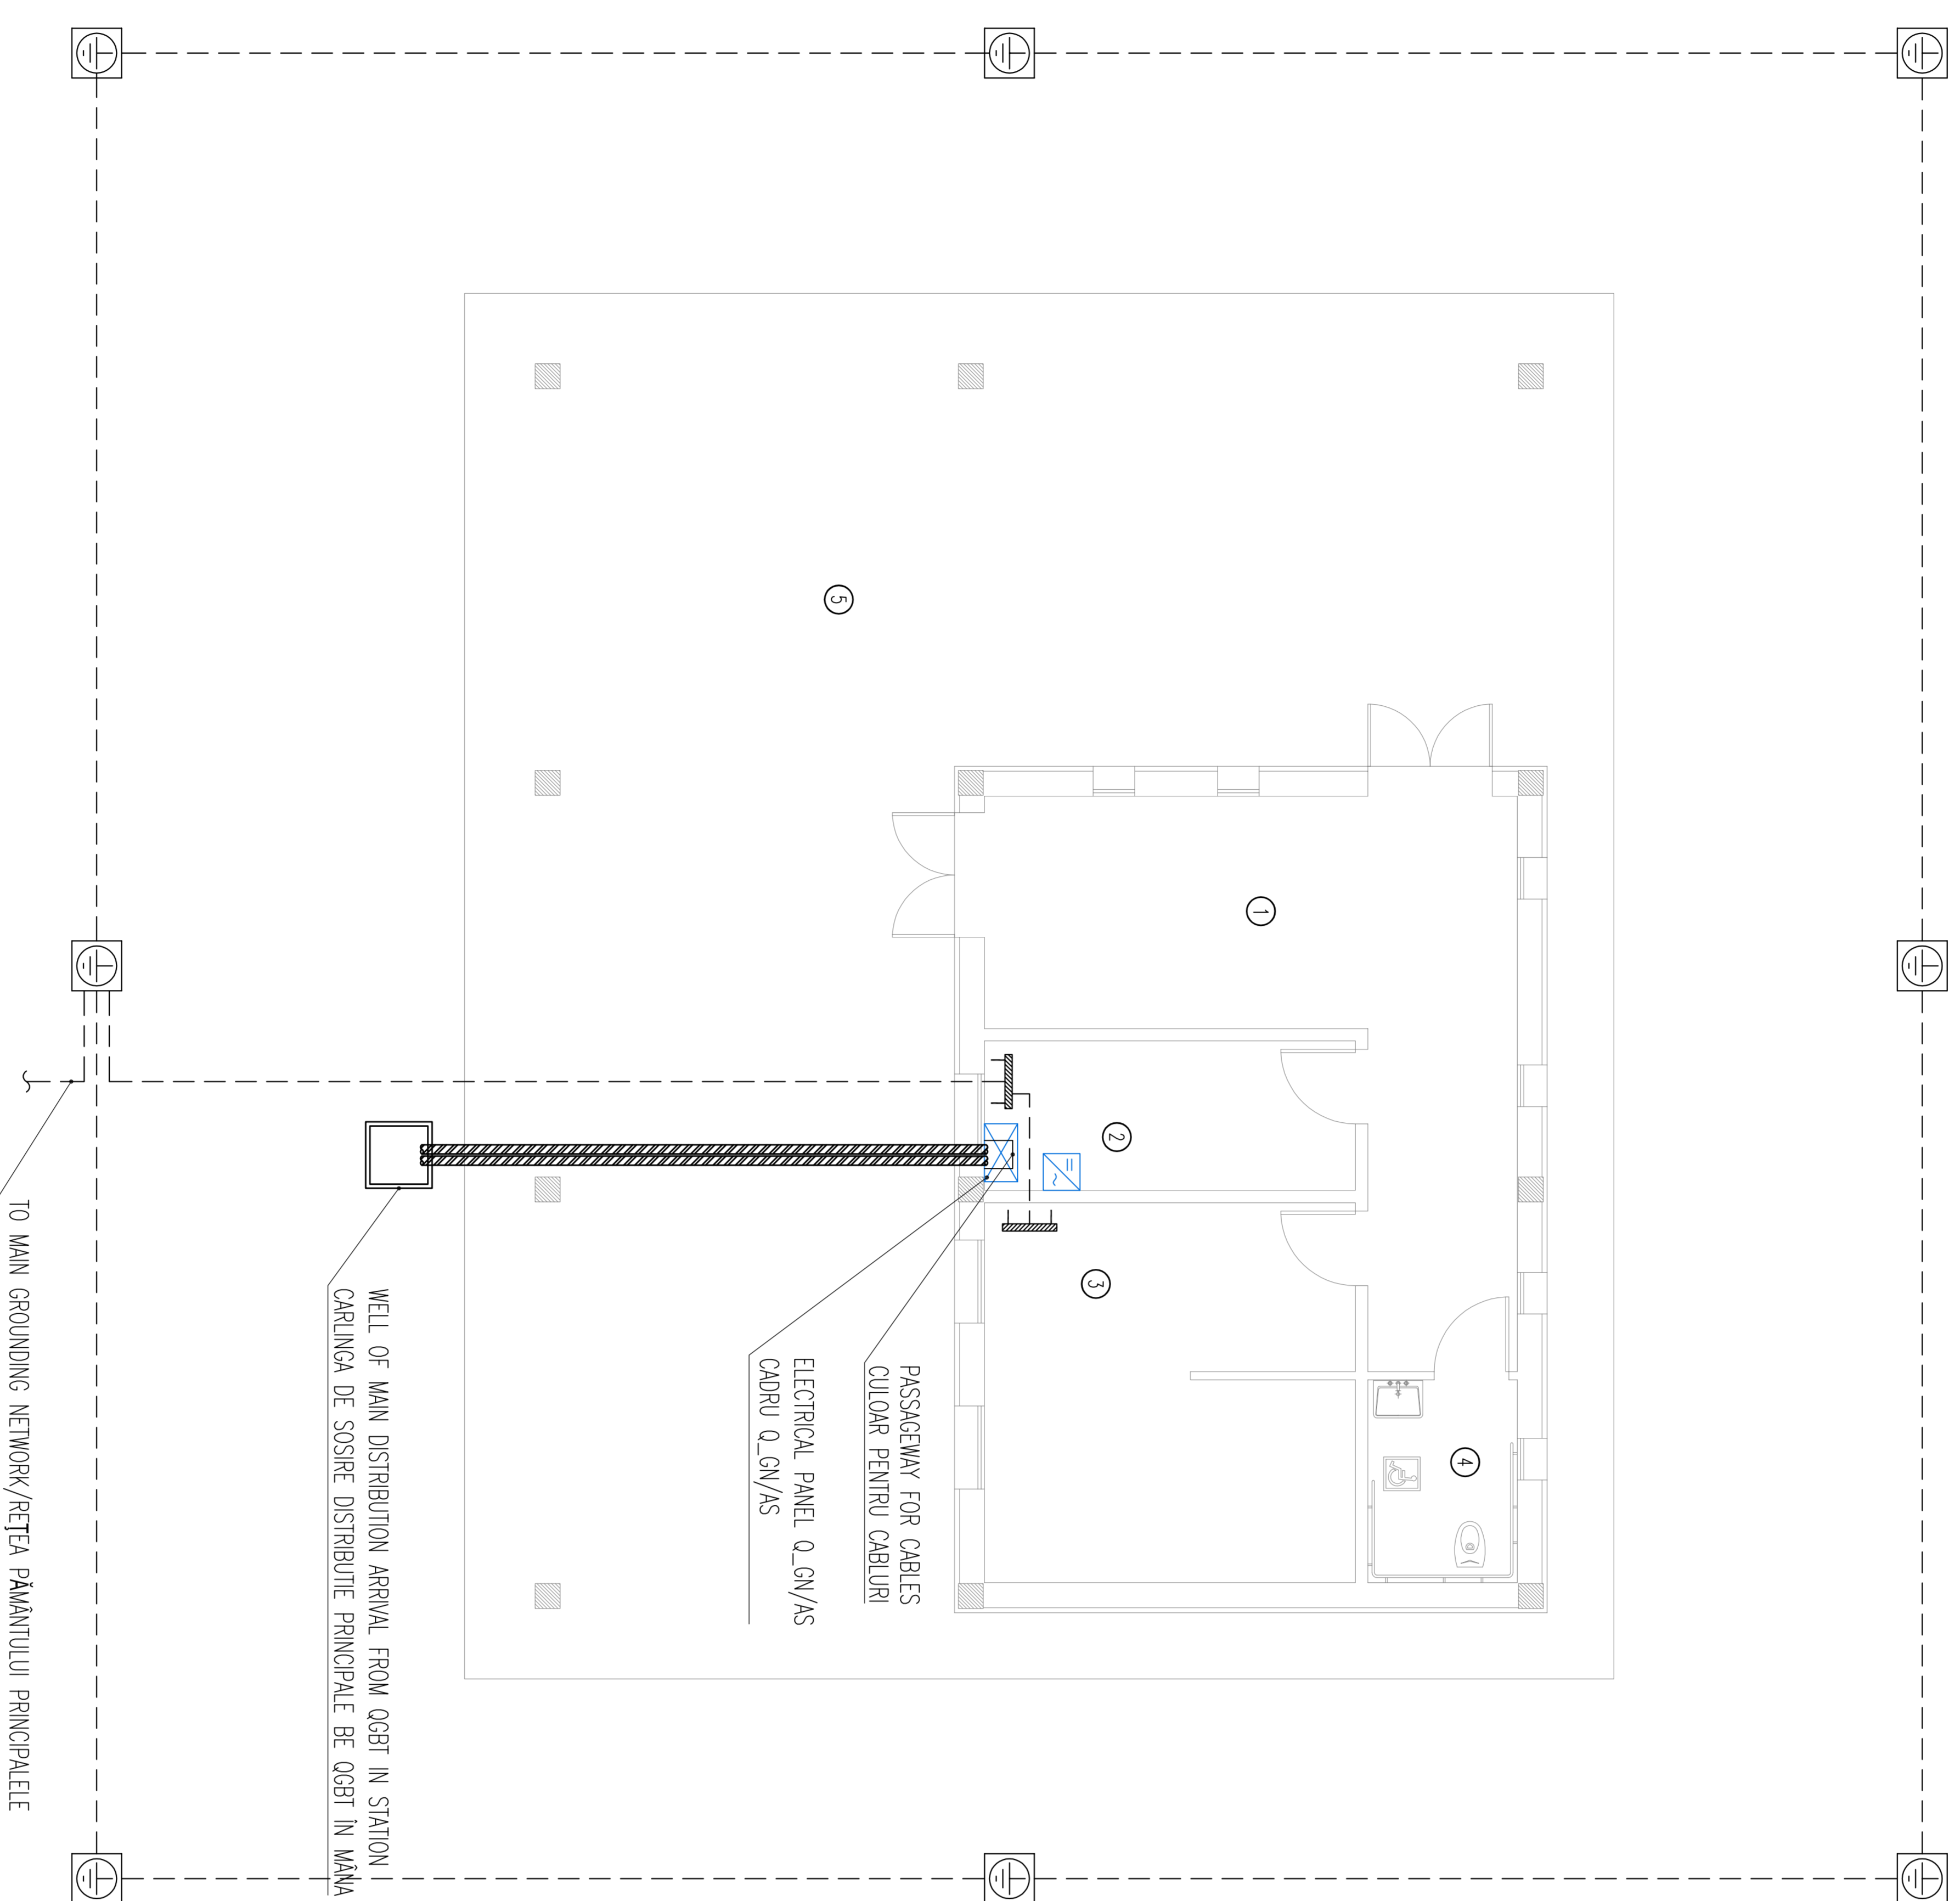 5
1
2
3
4
PASSAGEWAY FOR CABLES
CULOAR PENTRU CABLURI
ELECTRICAL PANEL Q_GN/AS
CADRU Q_GN/AS
WELL OF MAIN DISTRIBUTION ARRIVAL FROM QGBT IN STATION
CARLINGA DE SOSIRE DISTRIBUTIE PRINCIPALE BE QGBT ÎN MÂNA
TO MAIN GROUNDING NETWORK/REŢEA PĂMÂNTULUI PRINCIPALELE